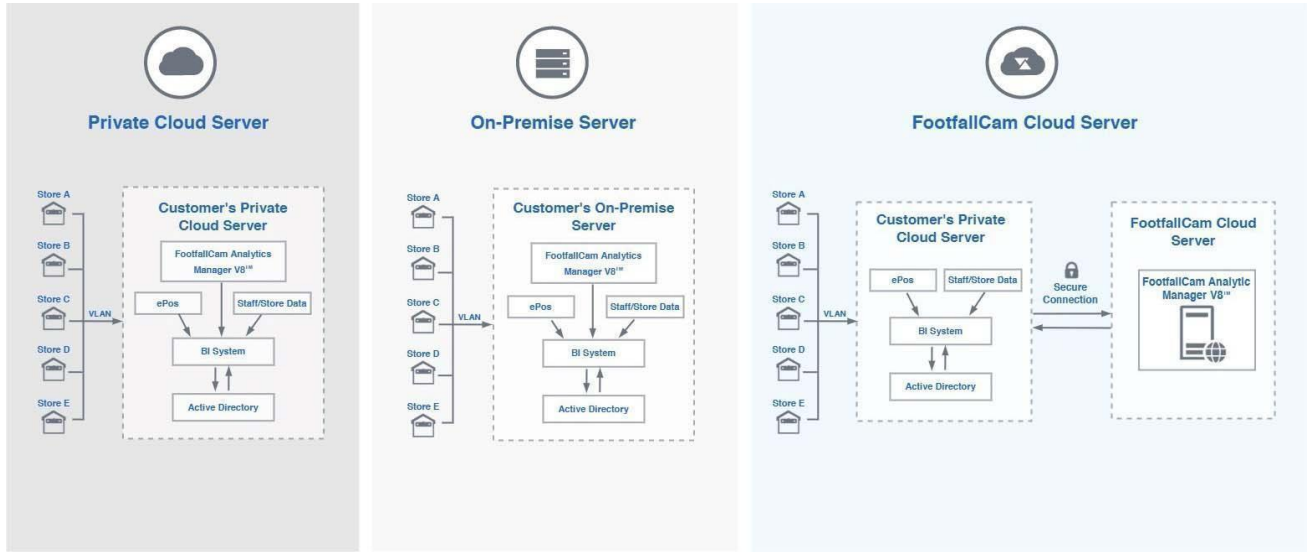 Private Cloud Server
Store A
Store B
Store C
Store D
Store E
VLAN
Customer's Private
Cloud Server
FootfallCam Analytics
Manager V8™
ePos
Staff/Store Data
BI System
Active Directory
On-Premise Server
Store A
Store B
Store C
Store D
Store E
VLAN
Customer's On-Premise
Server
FootfallCam Analytics
Manager V8™
ePos
Staff/Store Data
BI System
Active Directory
FootfallCam Cloud Server
Store A
Store B
Store C
Store D
Store E
VLAN
Customer's Private
Cloud Server
ePos
Staff/Store Data
BI System
Active Directory
Secure
Connection
FootfallCam Cloud
Server
FootfallCam Analytic
Manager V8™